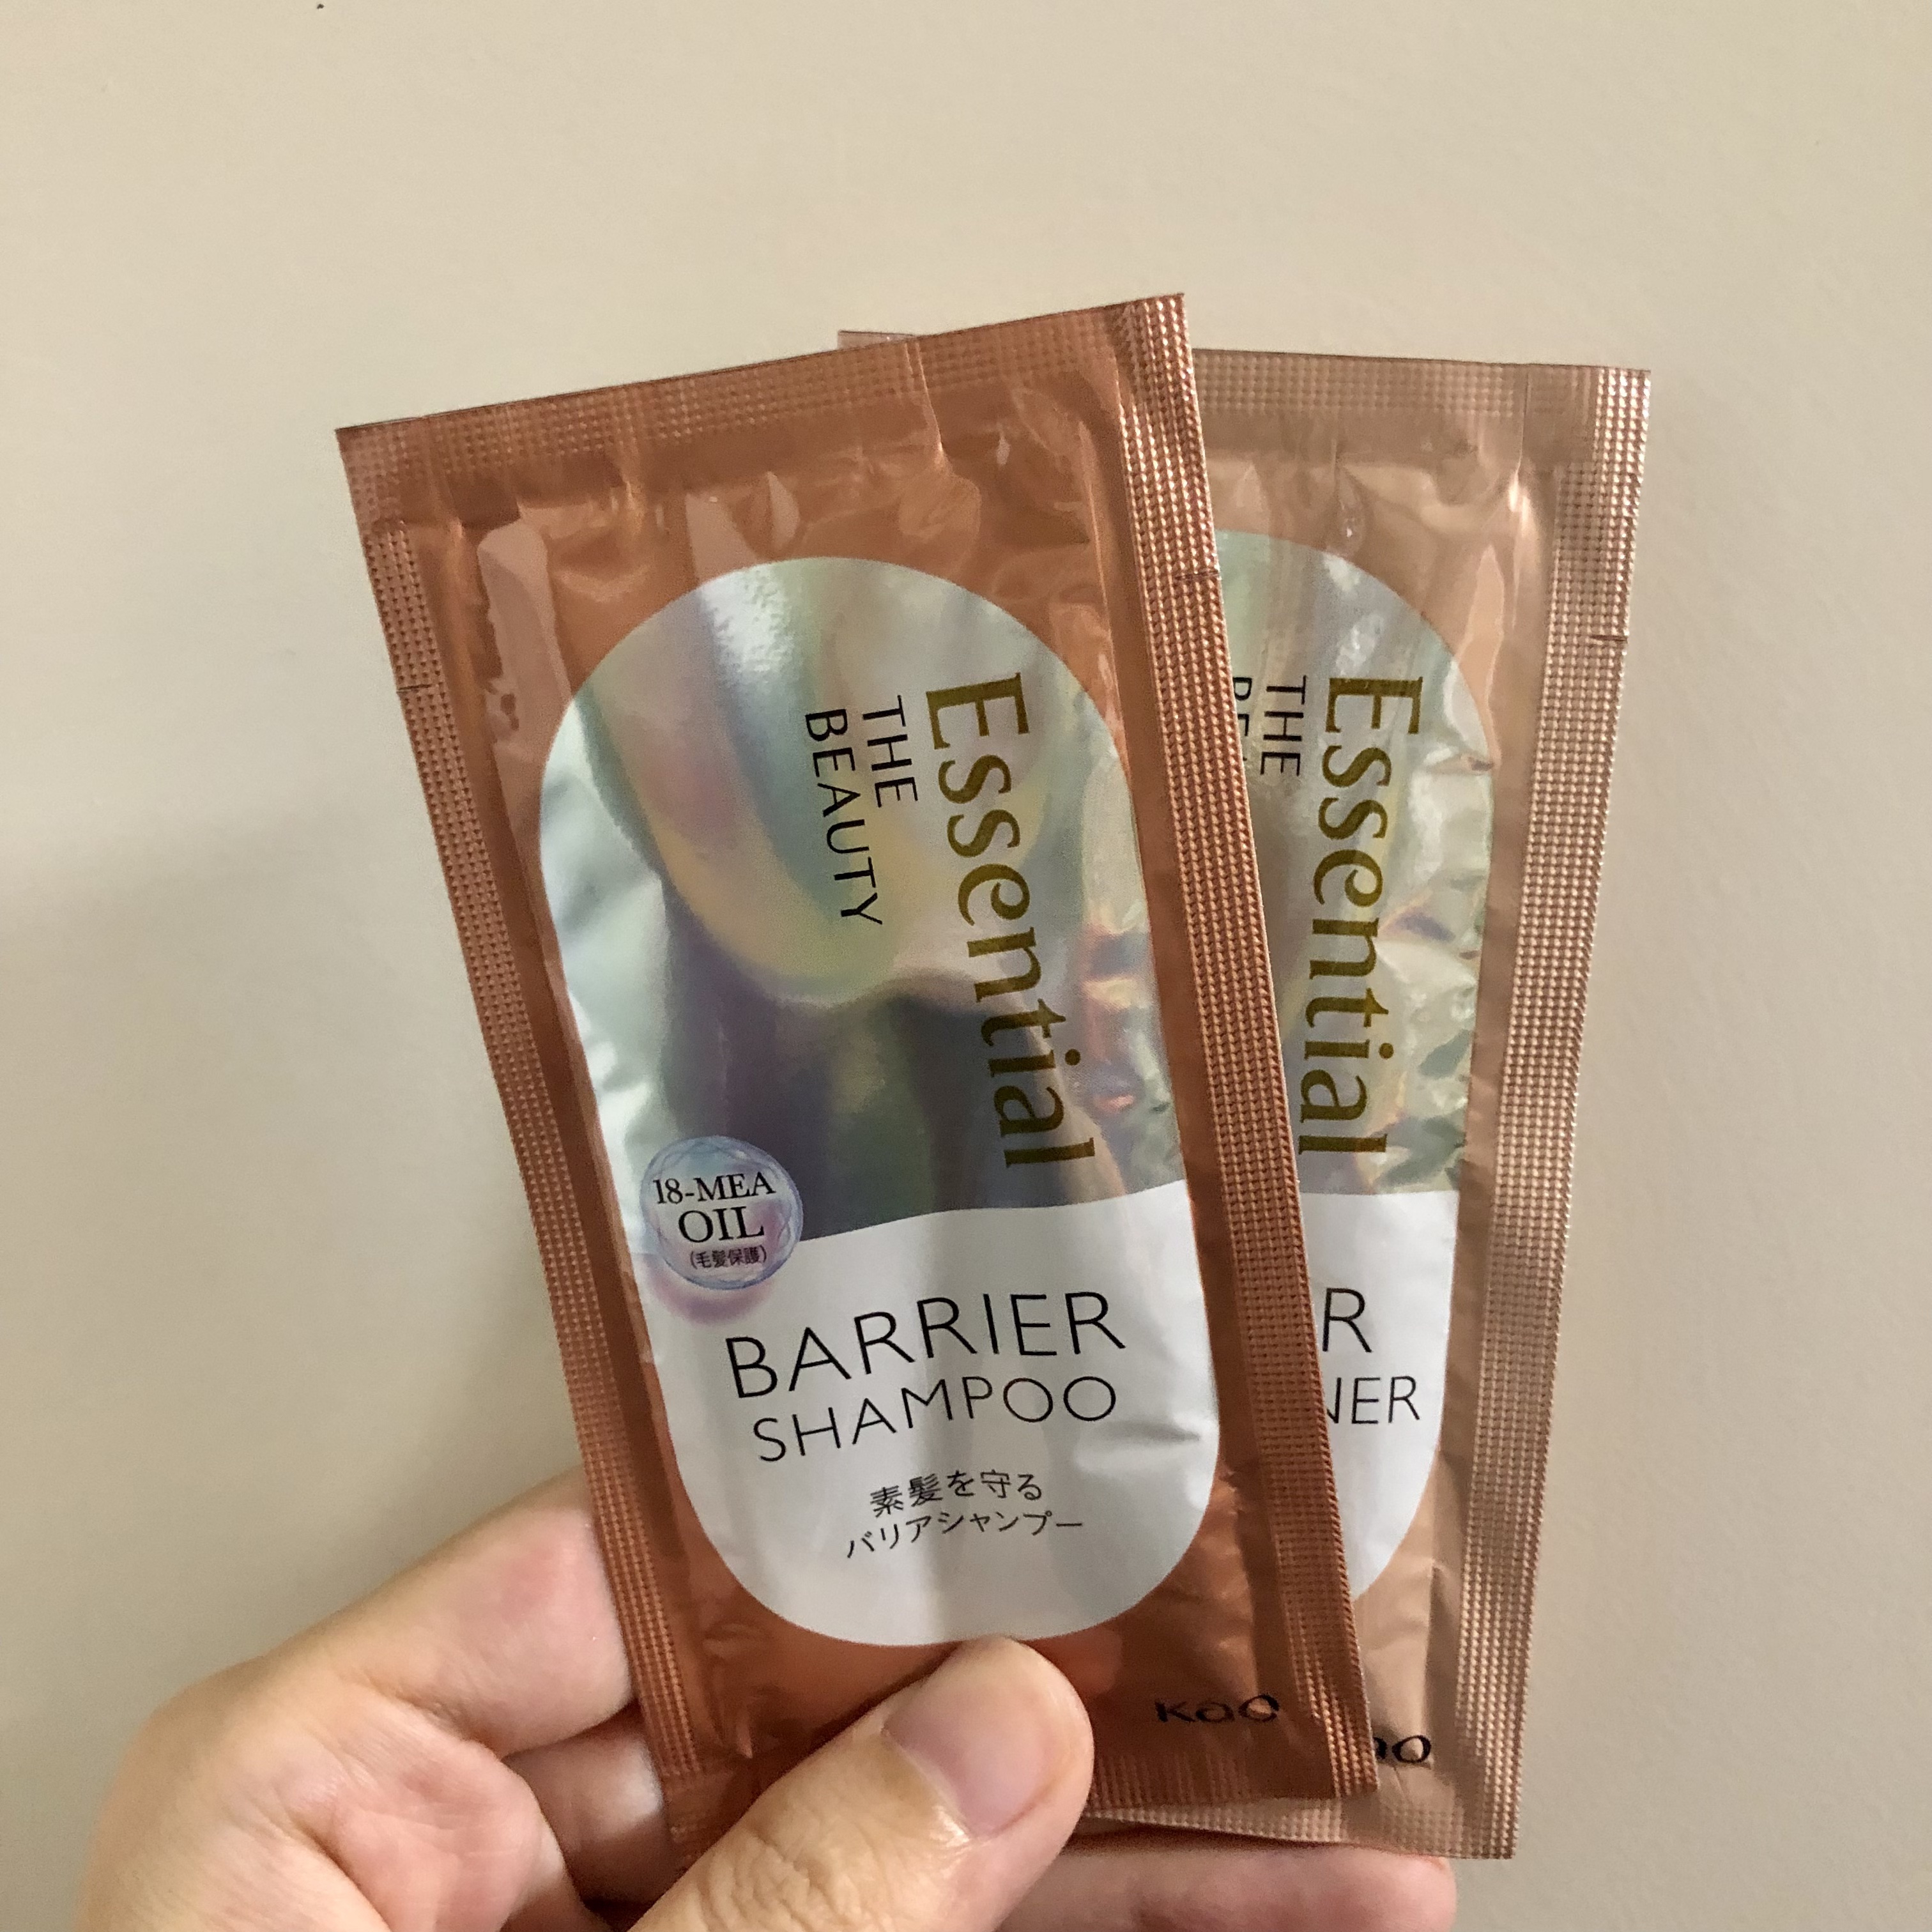 Essential
THE
BEAUTY
18-MEA
OIL
(毛髪保護)
BARRIER
SHAMPOO
素髪を守る
バリアシャンプー
Kao
Essential
THE